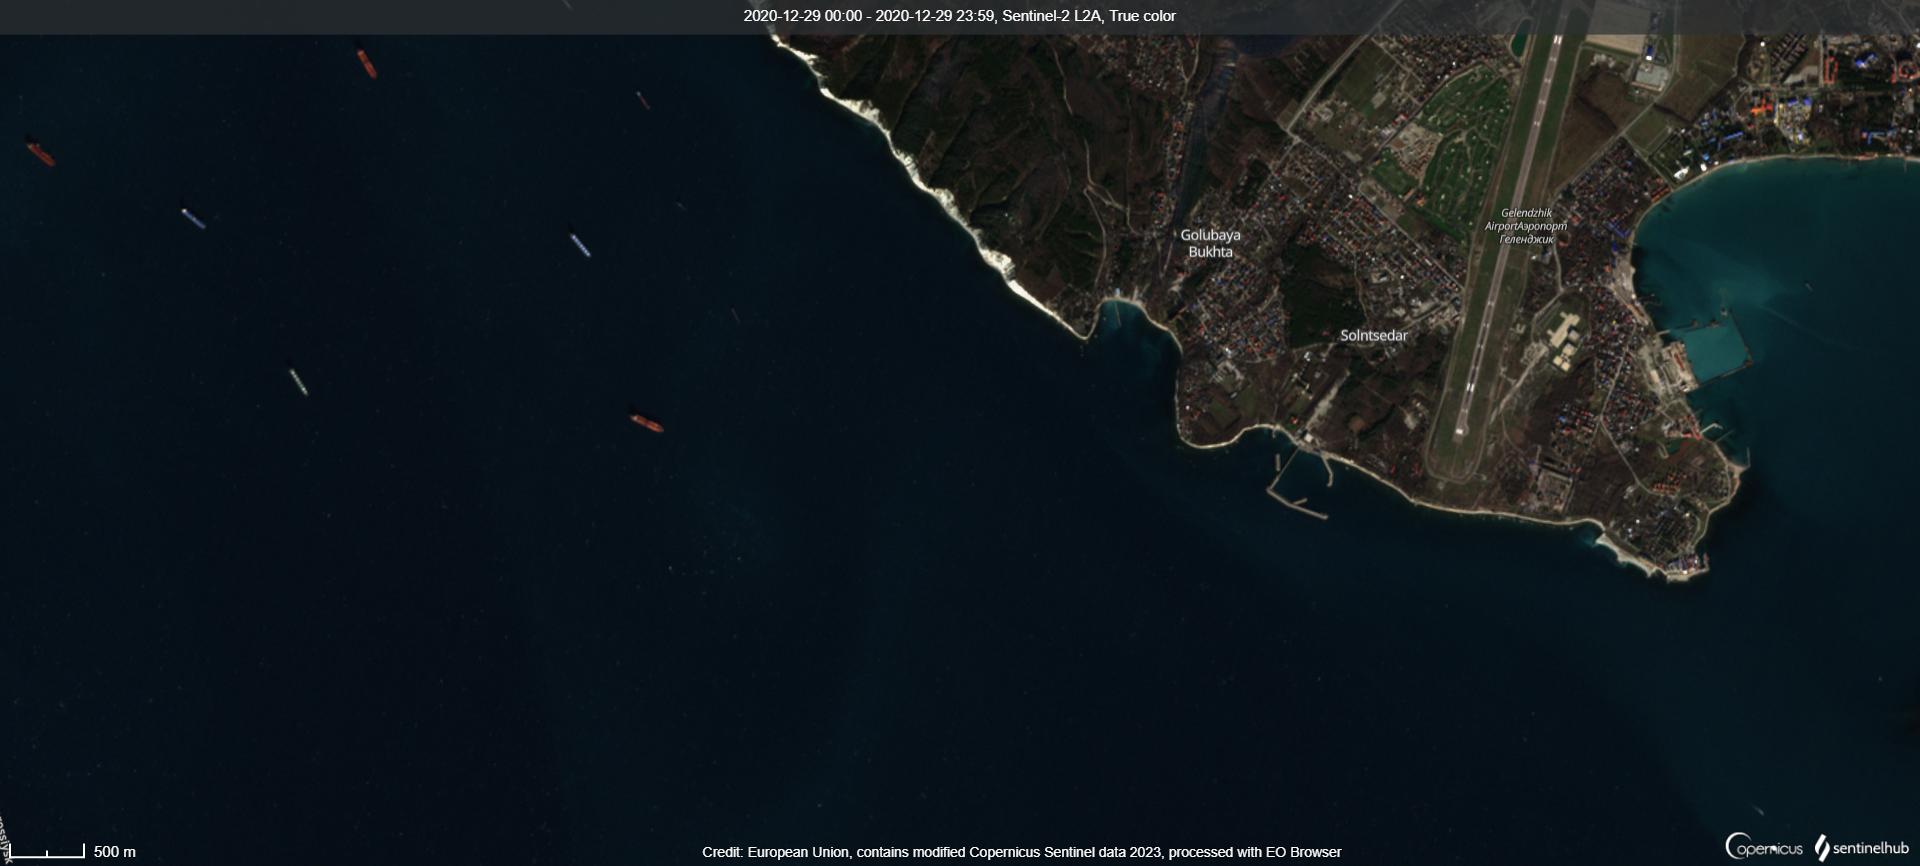 2020-12-29 00:00 - 2020-12-29 23:59, Sentinel-2 L2A, True color
Gelendzhik
AirportАэропорт
Геленджик
Golubaya
Bukhta
Solntsedar
500 m
Credit: European Union, contains modified Copernicus Sentinel data 2023, processed with EO Browser
Copernicus
sentinelhub